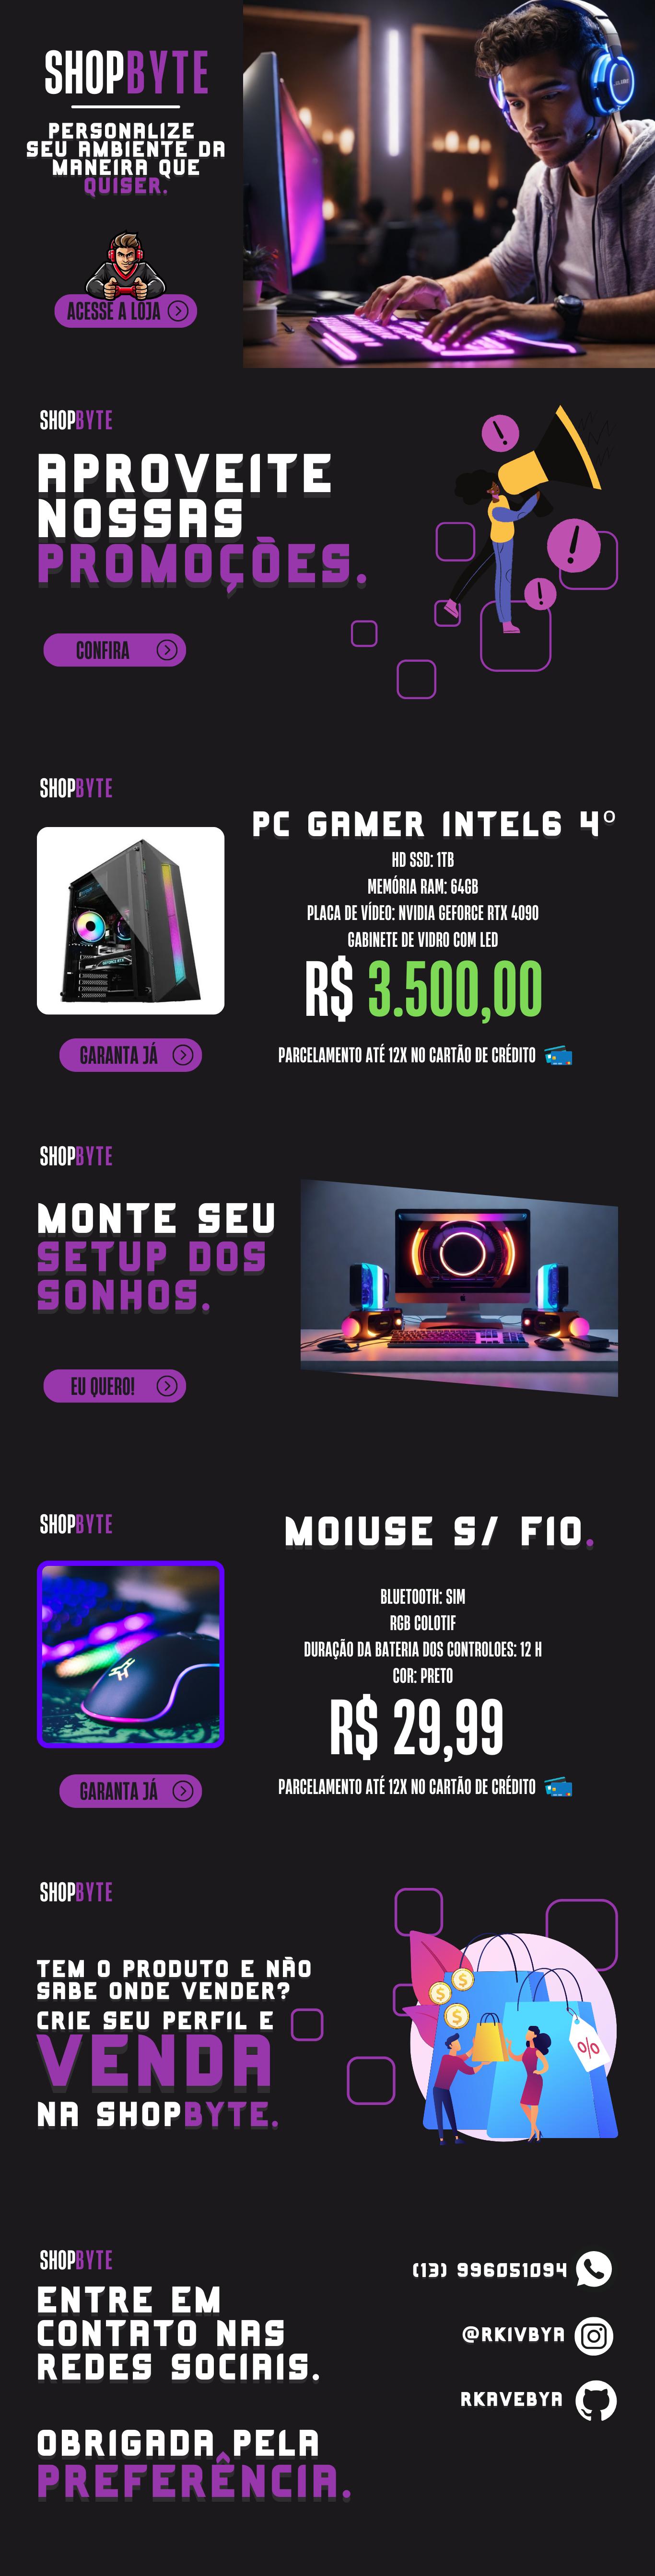 SHOPBYTE
PERSONALIZE
SEU AMBIENTE DA
MANEIRA QUE
QUISER.
ACESSE A LOJA
SHOPBYTE
APROVEITE
NOSSAS
PROMOÇÕES.
CONFIRA
SHOPBYTE
PC GAMER INTEL6 4º
HD SSD: 1TB
MEMÓRIA RAM: 64GB
PLACA DE VÍDEO: NVIDIA GEFORCE RTX 4090
GABINETE DE VIDRO COM LED
R$ 3.500,00
GARANTA JÁ
PARCELAMENTO ATÉ 12X NO CARTÃO DE CRÉDITO
SHOPBYTE
MONTE SEU
SETUP DOS
SONHOS.
EU QUERO!
SHOPBYTE
MOIUSE S/ FIO.
BLUETOOTH: SIM
RGB COLOTIF
DURAÇÃO DA BATERIA DOS CONTROLOES: 12 H
COR: PRETO
R$ 29,99
GARANTA JÁ
PARCELAMENTO ATÉ 12X NO CARTÃO DE CRÉDITO
SHOPBYTE
TEM O PRODUTO E NÃO
SABE ONDE VENDER?
CRIE SEU PERFIL E
VENDA
NA SHOPBYTE.
%
SHOPBYTE
ENTRE EM
CONTATO NAS
REDES SOCIAIS.
(13) 996051094
@RKIVBYA
RKAVEBYA
OBRIGADA PELA
PREFERÊNCIA.